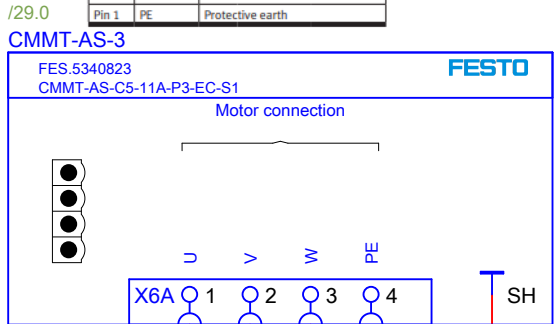 /29.0
Pin 1 PE Protective earth
CMMT-AS-3
FES.5340823
FESTO
CMMT-AS-C5-11A-P3-EC-S1
Motor connection
U V W PE
X6A 1 2 3 4 SH